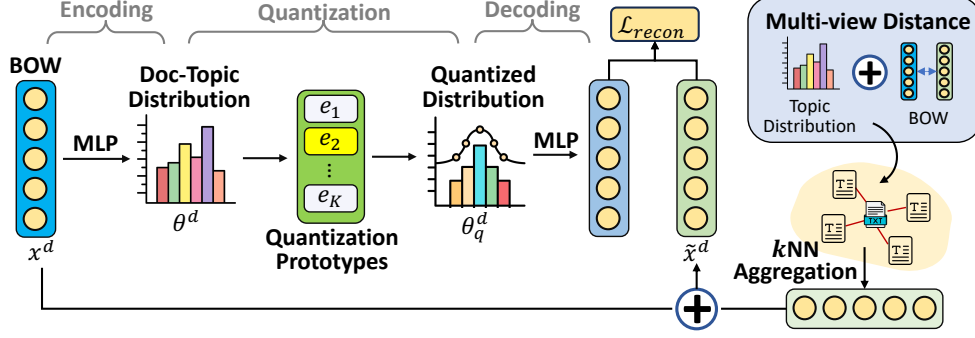 Encoding
Quantization
Decoding
BOW
MLP
x^d
Doc-Topic
Distribution
θ^d
e_1
e_2
⋮
e_K
Quantization
Prototypes
Quantized
Distribution
θ_q^d
MLP
ℒ_recon
x̃^d
Multi-view Distance
Topic
Distribution
BOW
T
T
T
T
TXT
kNN
Aggregation